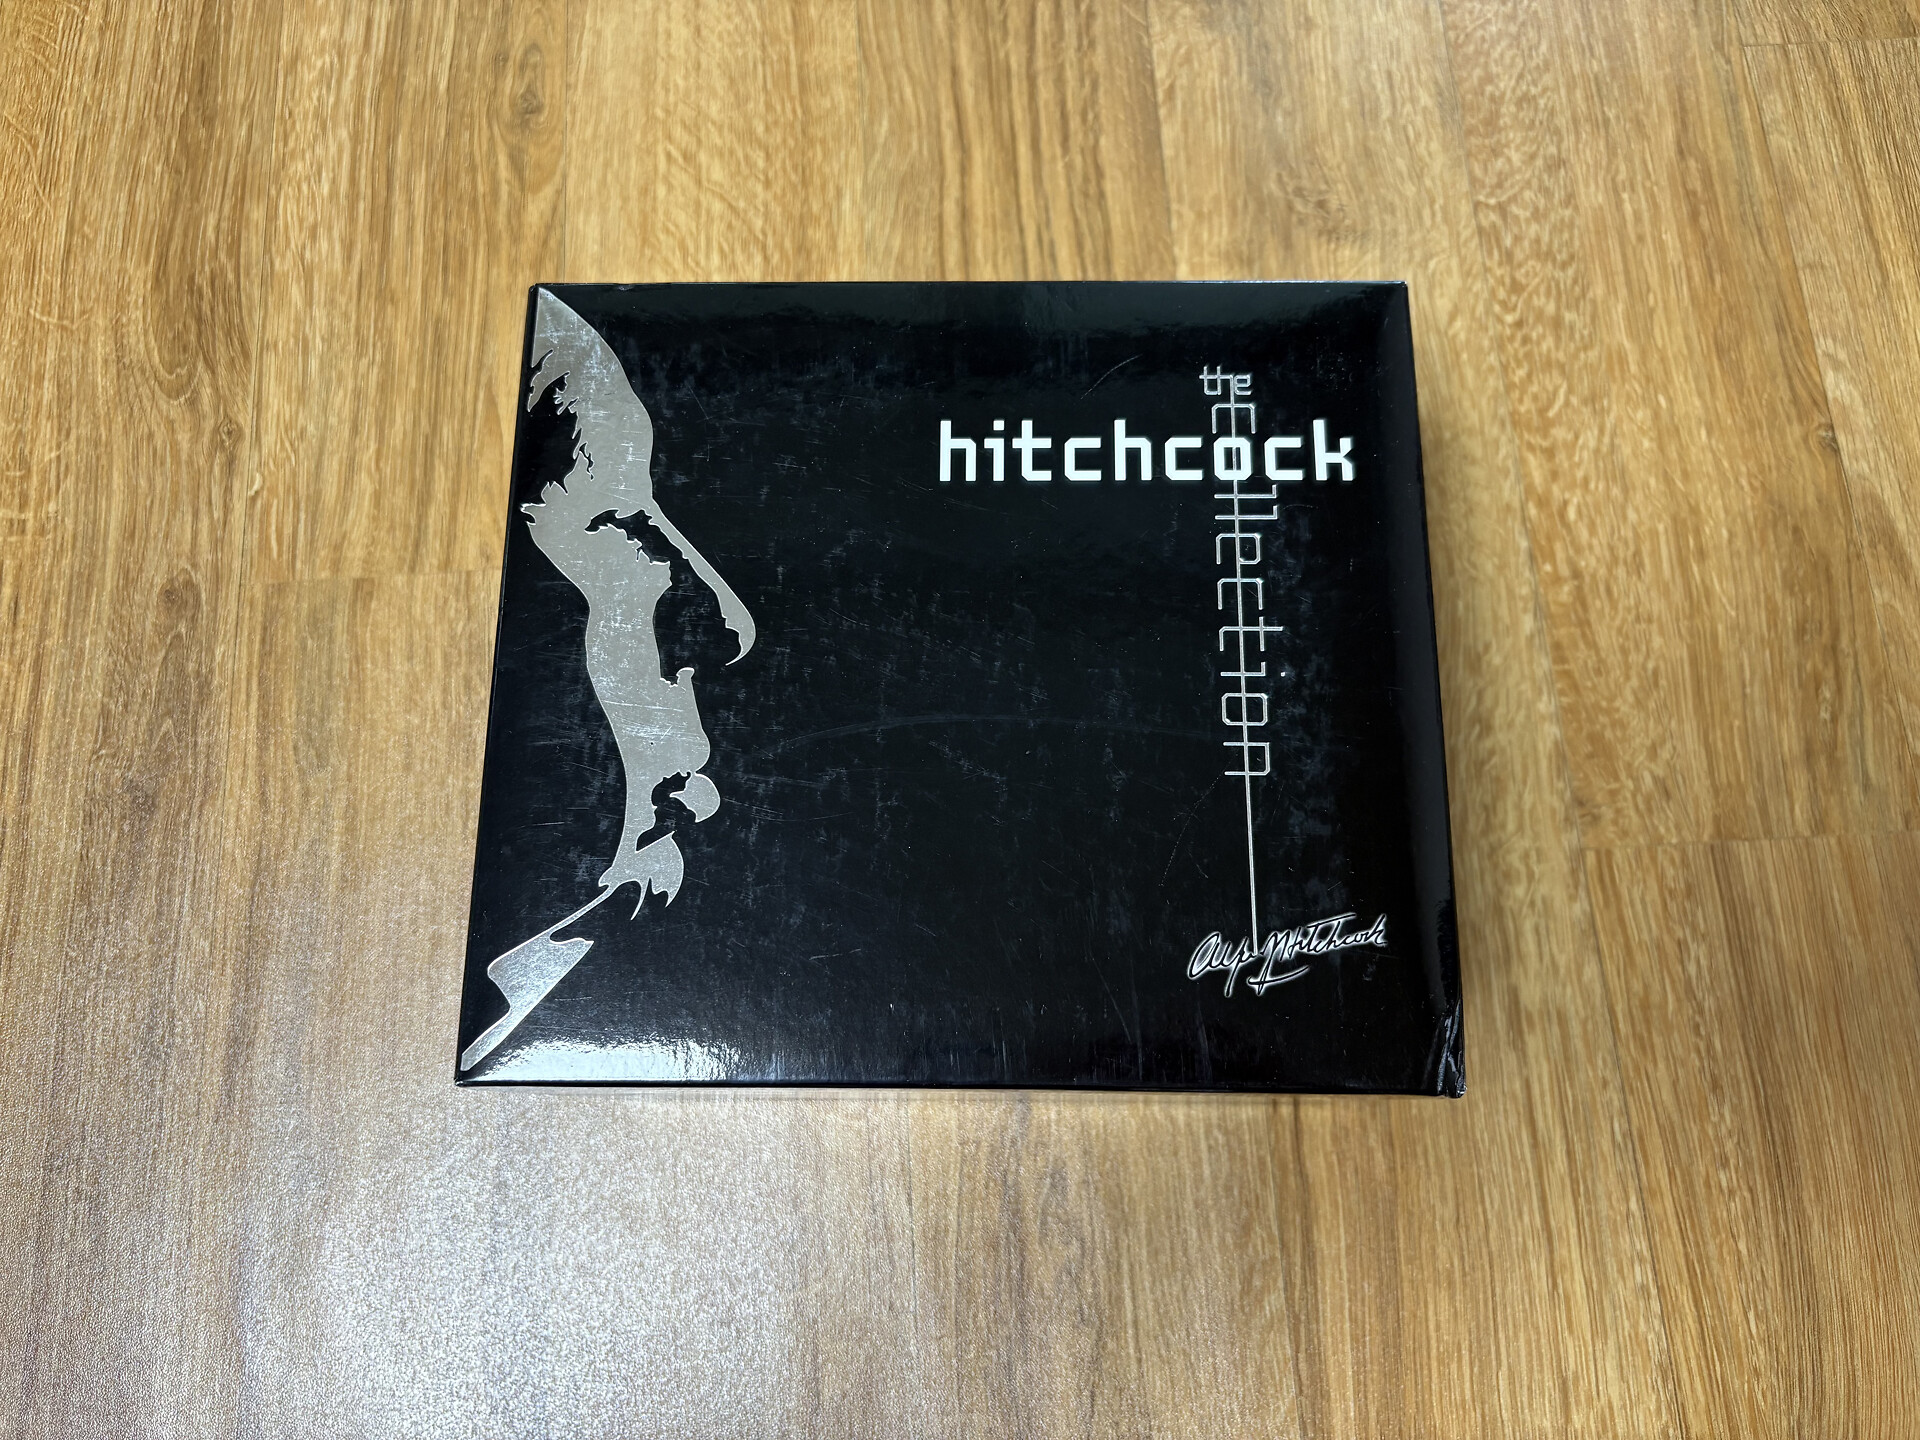 the
hitchcock
collection
Alfred Hitchcock